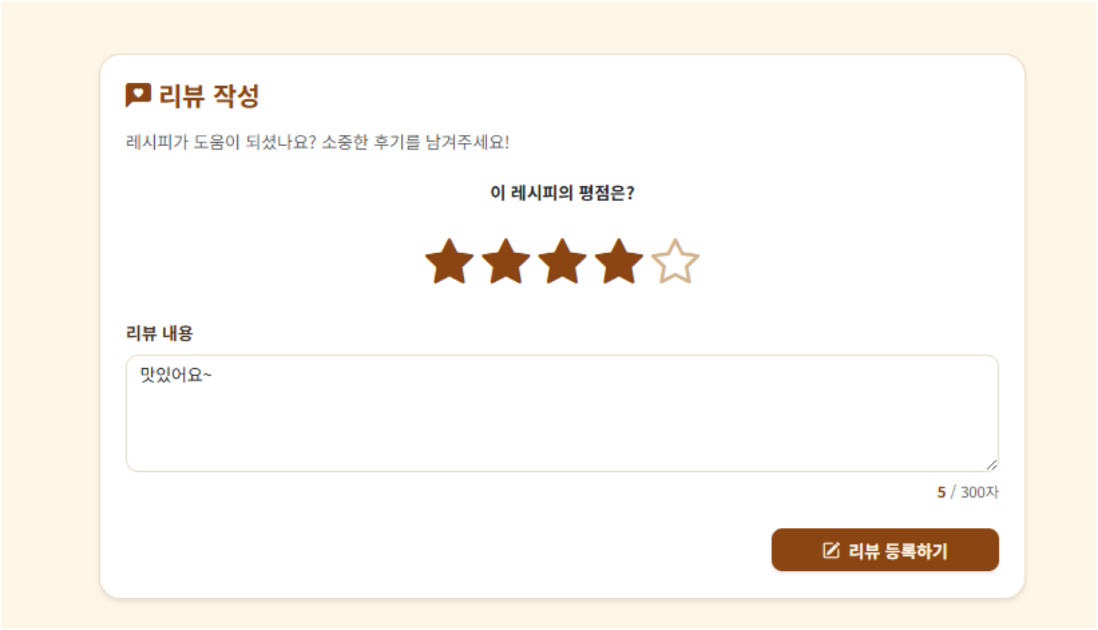 리뷰 작성
레시피가 도움이 되셨나요? 소중한 후기를 남겨주세요!
이 레시피의 평점은?
리뷰 내용
맛있어요~
5 / 300자
리뷰 등록하기